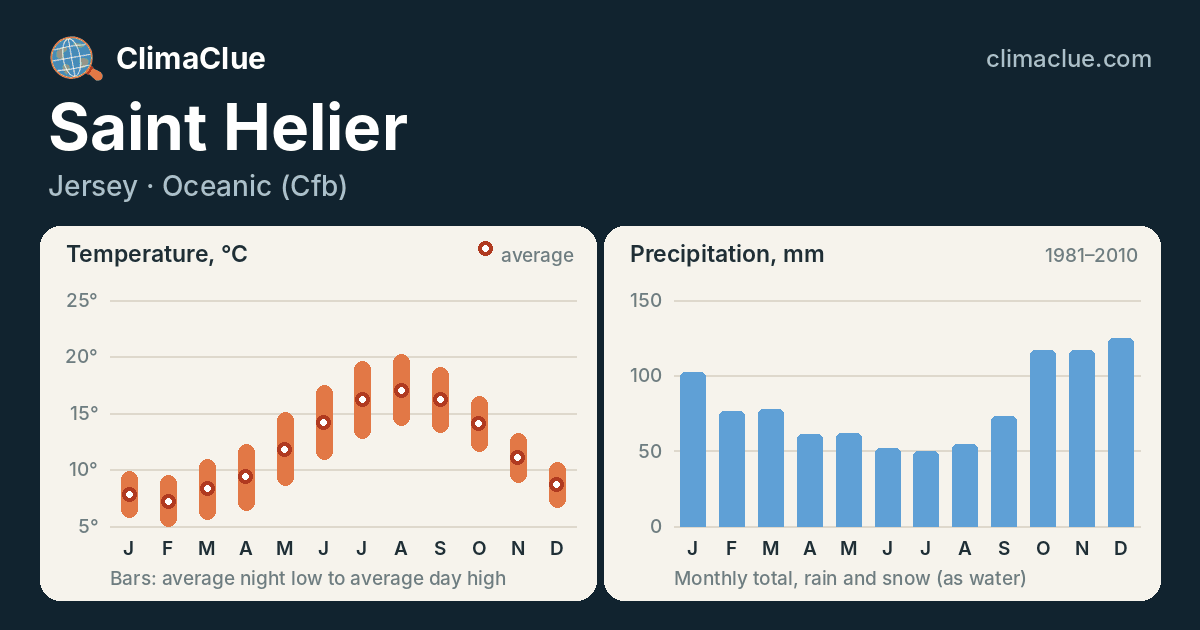 ClimaClue
climaclue.com
Saint Helier
Jersey · Oceanic (Cfb)
Temperature, °C
average
25°
20°
15°
10°
5°
J F M A M J J A S O N D
Bars: average night low to average day high
Precipitation, mm
1981–2010
150
100
50
0
J F M A M J J A S O N D
Monthly total, rain and snow (as water)